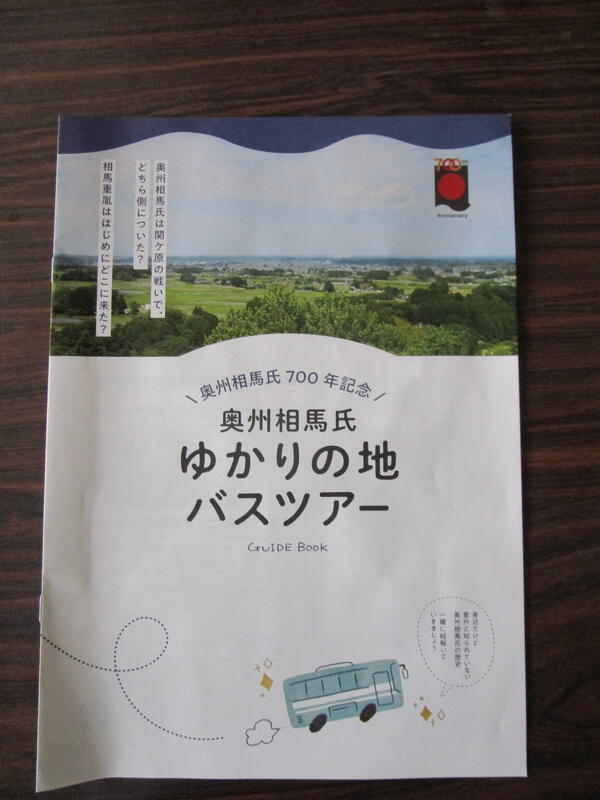 700th
Anniversary
奥州相馬氏は関ケ原の戦いで、
どちら側についた？
相馬重胤ははじめにどこに来た？
奥州相馬氏 700 年記念
奥州相馬氏
ゆかりの地
バスツアー
GUIDE BOOK
身近だけど
意外と知られていない
奥州相馬氏の歴史
一緒に紐解いて
いきましょう？